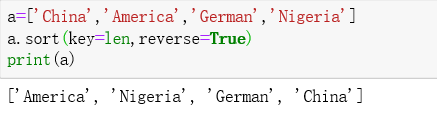 a=['China','America','German','Nigeria']
a.sort(key=len,reverse=True)
print(a)
['America', 'Nigeria', 'German', 'China']